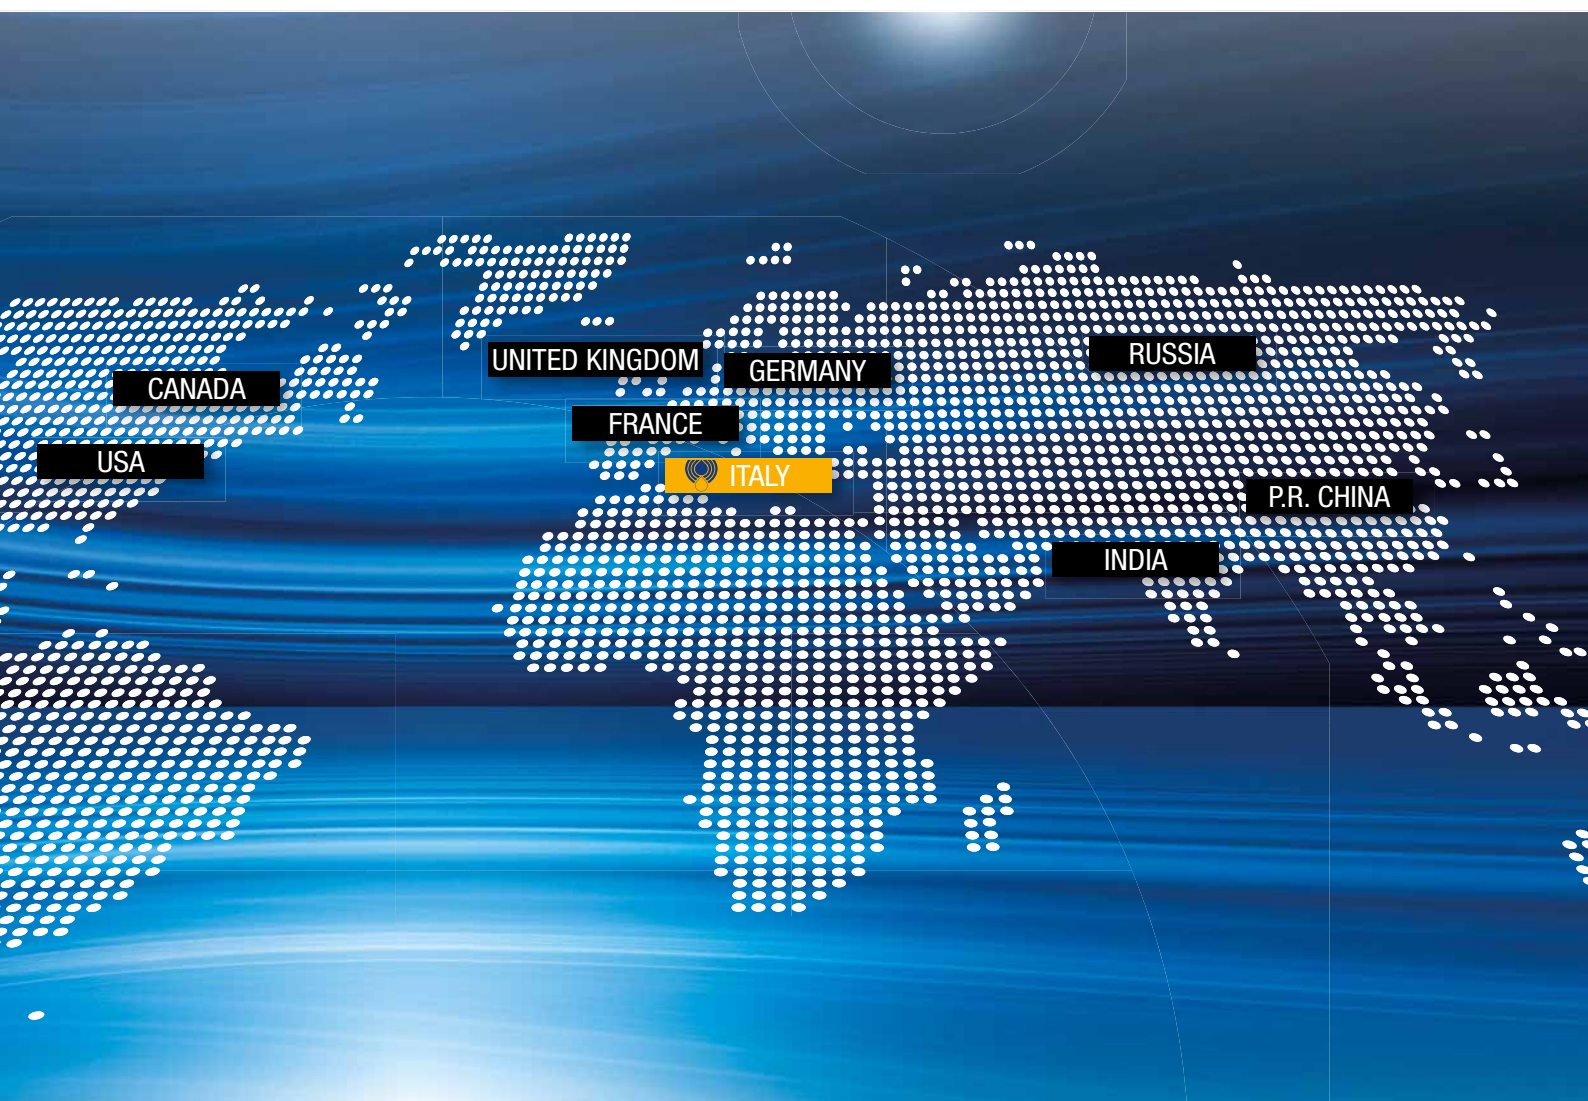 RUSSIA
UNITED KINGDOM
GERMANY
CANADA
FRANCE
USA
ITALY
P.R. CHINA
INDIA